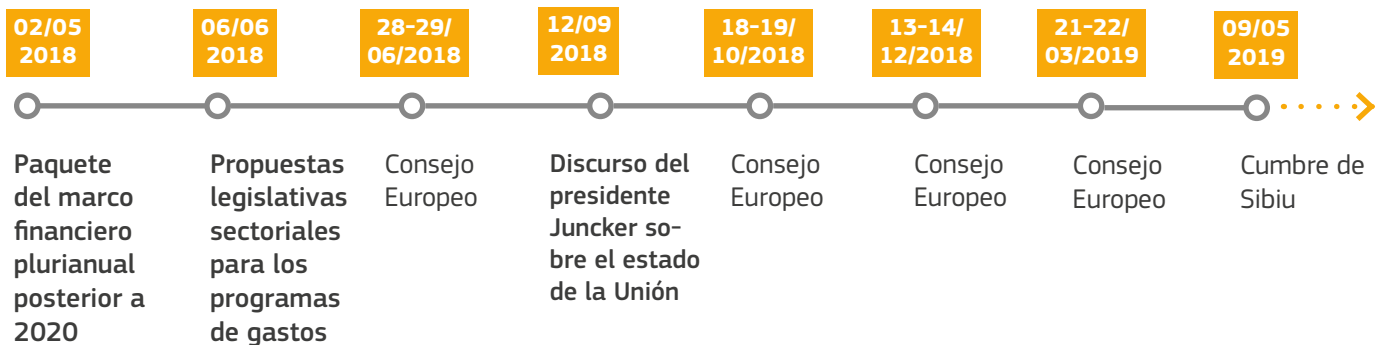 02/05
2018
06/06
2018
28-29/
06/2018
12/09
2018
18-19/
10/2018
13-14/
12/2018
21-22/
03/2019
09/05
2019
Paquete
del marco
financiero
plurianual
posterior a
2020
Propuestas
legislativas
sectoriales
para los
programas
de gastos
Consejo
Europeo
Discurso del
presidente
Juncker so-
bre el estado
de la Unión
Consejo
Europeo
Consejo
Europeo
Consejo
Europeo
Cumbre de
Sibiu